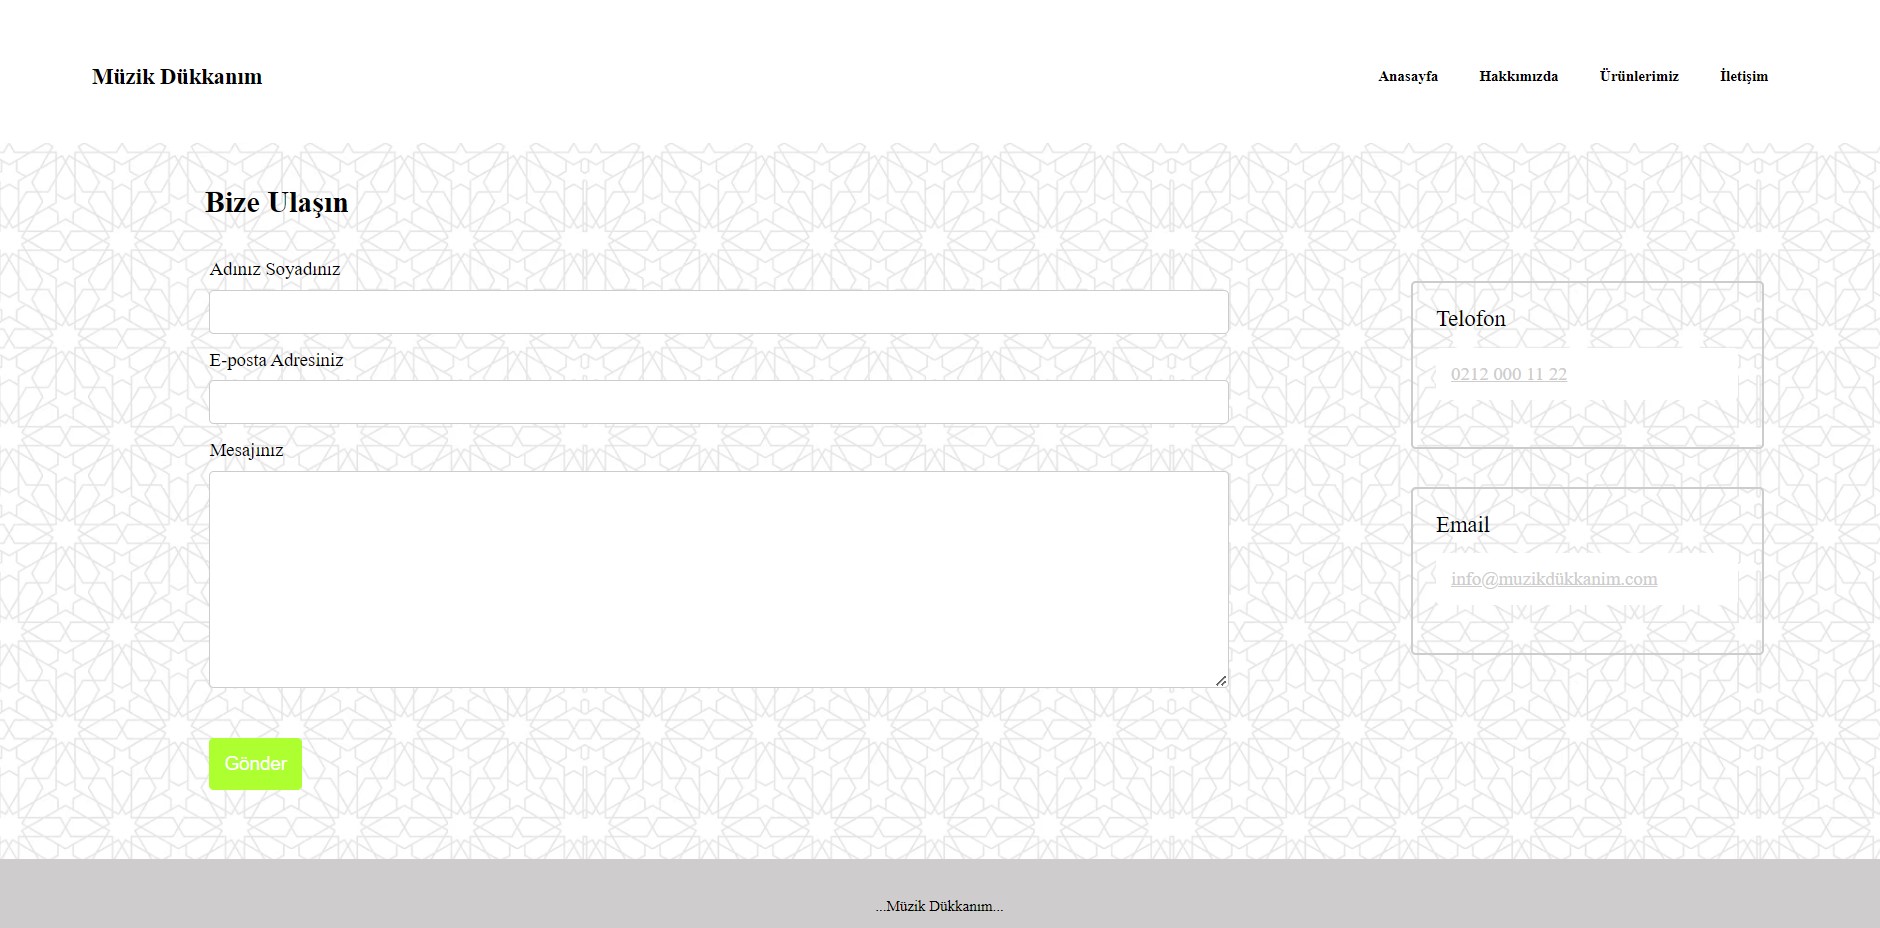 Müzik Dükkanım
Anasayfa Hakkımızda Ürünlerimiz İletişim
Bize Ulaşın
Adınız Soyadınız
E-posta Adresiniz
Mesajınız
Gönder
Telofon
0212 000 11 22
Email
info@muzikdükkanim.com
...Müzik Dükkanım...